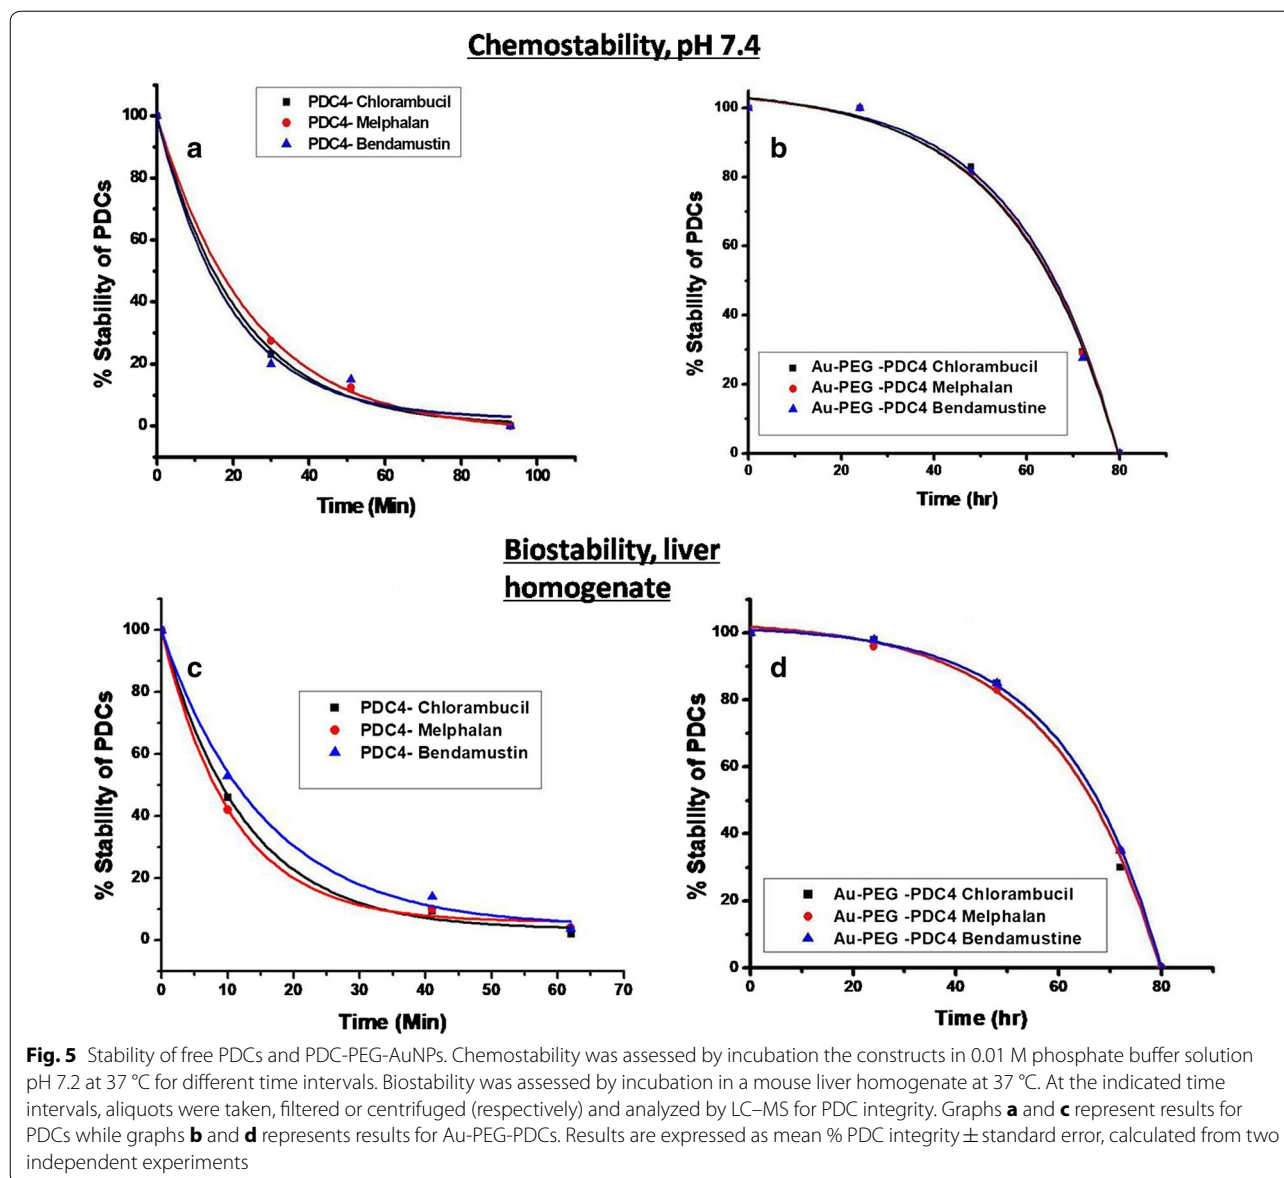 Chemostability, pH 7.4
PDC4- Chlorambucil
PDC4- Melphalan
PDC4- Bendamustin
a
% Stability of PDCs
100
80
60
40
20
0
0 20 40 60 80 100
Time (Min)
b
% Stability of PDCs
100
80
60
40
20
0
Au-PEG -PDC4 Chlorambucil
Au-PEG -PDC4 Melphalan
Au-PEG -PDC4 Bendamustine
0 20 40 60 80
Time (hr)
Biostability, liver
homogenate
c
% Stability of PDCs
100
80
60
40
20
0
PDC4- Chlorambucil
PDC4- Melphalan
PDC4- Bendamustin
0 10 20 30 40 50 60 70
Time (Min)
d
% Stability of PDCs
100
80
60
40
20
0
Au-PEG -PDC4 Chlorambucil
Au-PEG -PDC4 Melphalan
Au-PEG -PDC4 Bendamustine
0 20 40 60 80
Time (hr)
Fig. 5 Stability of free PDCs and PDC-PEG-AuNPs. Chemostability was assessed by incubation the constructs in 0.01 M phosphate buffer solution
pH 7.2 at 37 °C for different time intervals. Biostability was assessed by incubation in a mouse liver homogenate at 37 °C. At the indicated time
intervals, aliquots were taken, filtered or centrifuged (respectively) and analyzed by LC–MS for PDC integrity. Graphs a and c represent results for
PDCs while graphs b and d represents results for Au-PEG-PDCs. Results are expressed as mean % PDC integrity ± standard error, calculated from two
independent experiments